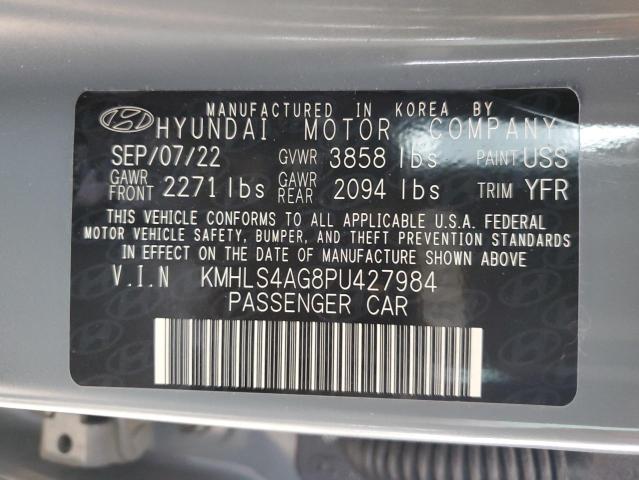 MANUFACTURED IN KOREA BY
HYUNDAI MOTOR COMPANY
SEP/07/22 GVWR 3858 lbs PAINT USS
GAWR FRONT 2271 lbs GAWR REAR 2094 lbs TRIM YFR
THIS VEHICLE CONFORMS TO ALL APPLICABLE U.S.A. FEDERAL
MOTOR VEHICLE SAFETY, BUMPER, AND THEFT PREVENTION STANDARDS
IN EFFECT ON THE DATE OF MANUFACTURE SHOWN ABOVE
V.I.N KMHLS4AG8PU427984
PASSENGER CAR